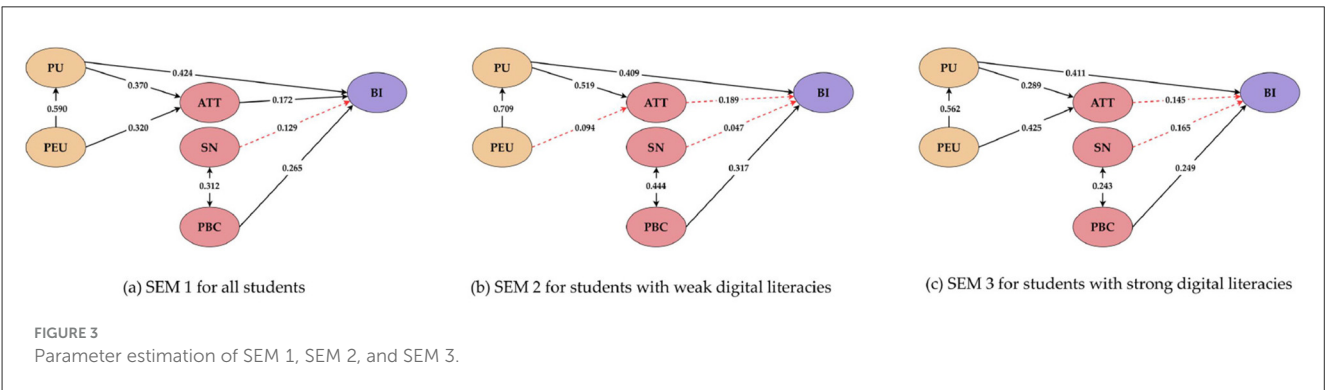 PU
0.424
BI
0.370
ATT
0.172
0.590
0.320
SN
0.129
PEU
0.265
0.312
PBC
(a) SEM 1 for all students
PU
0.409
BI
0.519
ATT
0.189
0.709
0.094
SN
0.047
PEU
0.317
0.444
PBC
(b) SEM 2 for students with weak digital literacies
PU
0.411
BI
0.289
ATT
0.145
0.562
0.425
SN
0.165
PEU
0.249
0.243
PBC
(c) SEM 3 for students with strong digital literacies
FIGURE 3
Parameter estimation of SEM 1, SEM 2, and SEM 3.